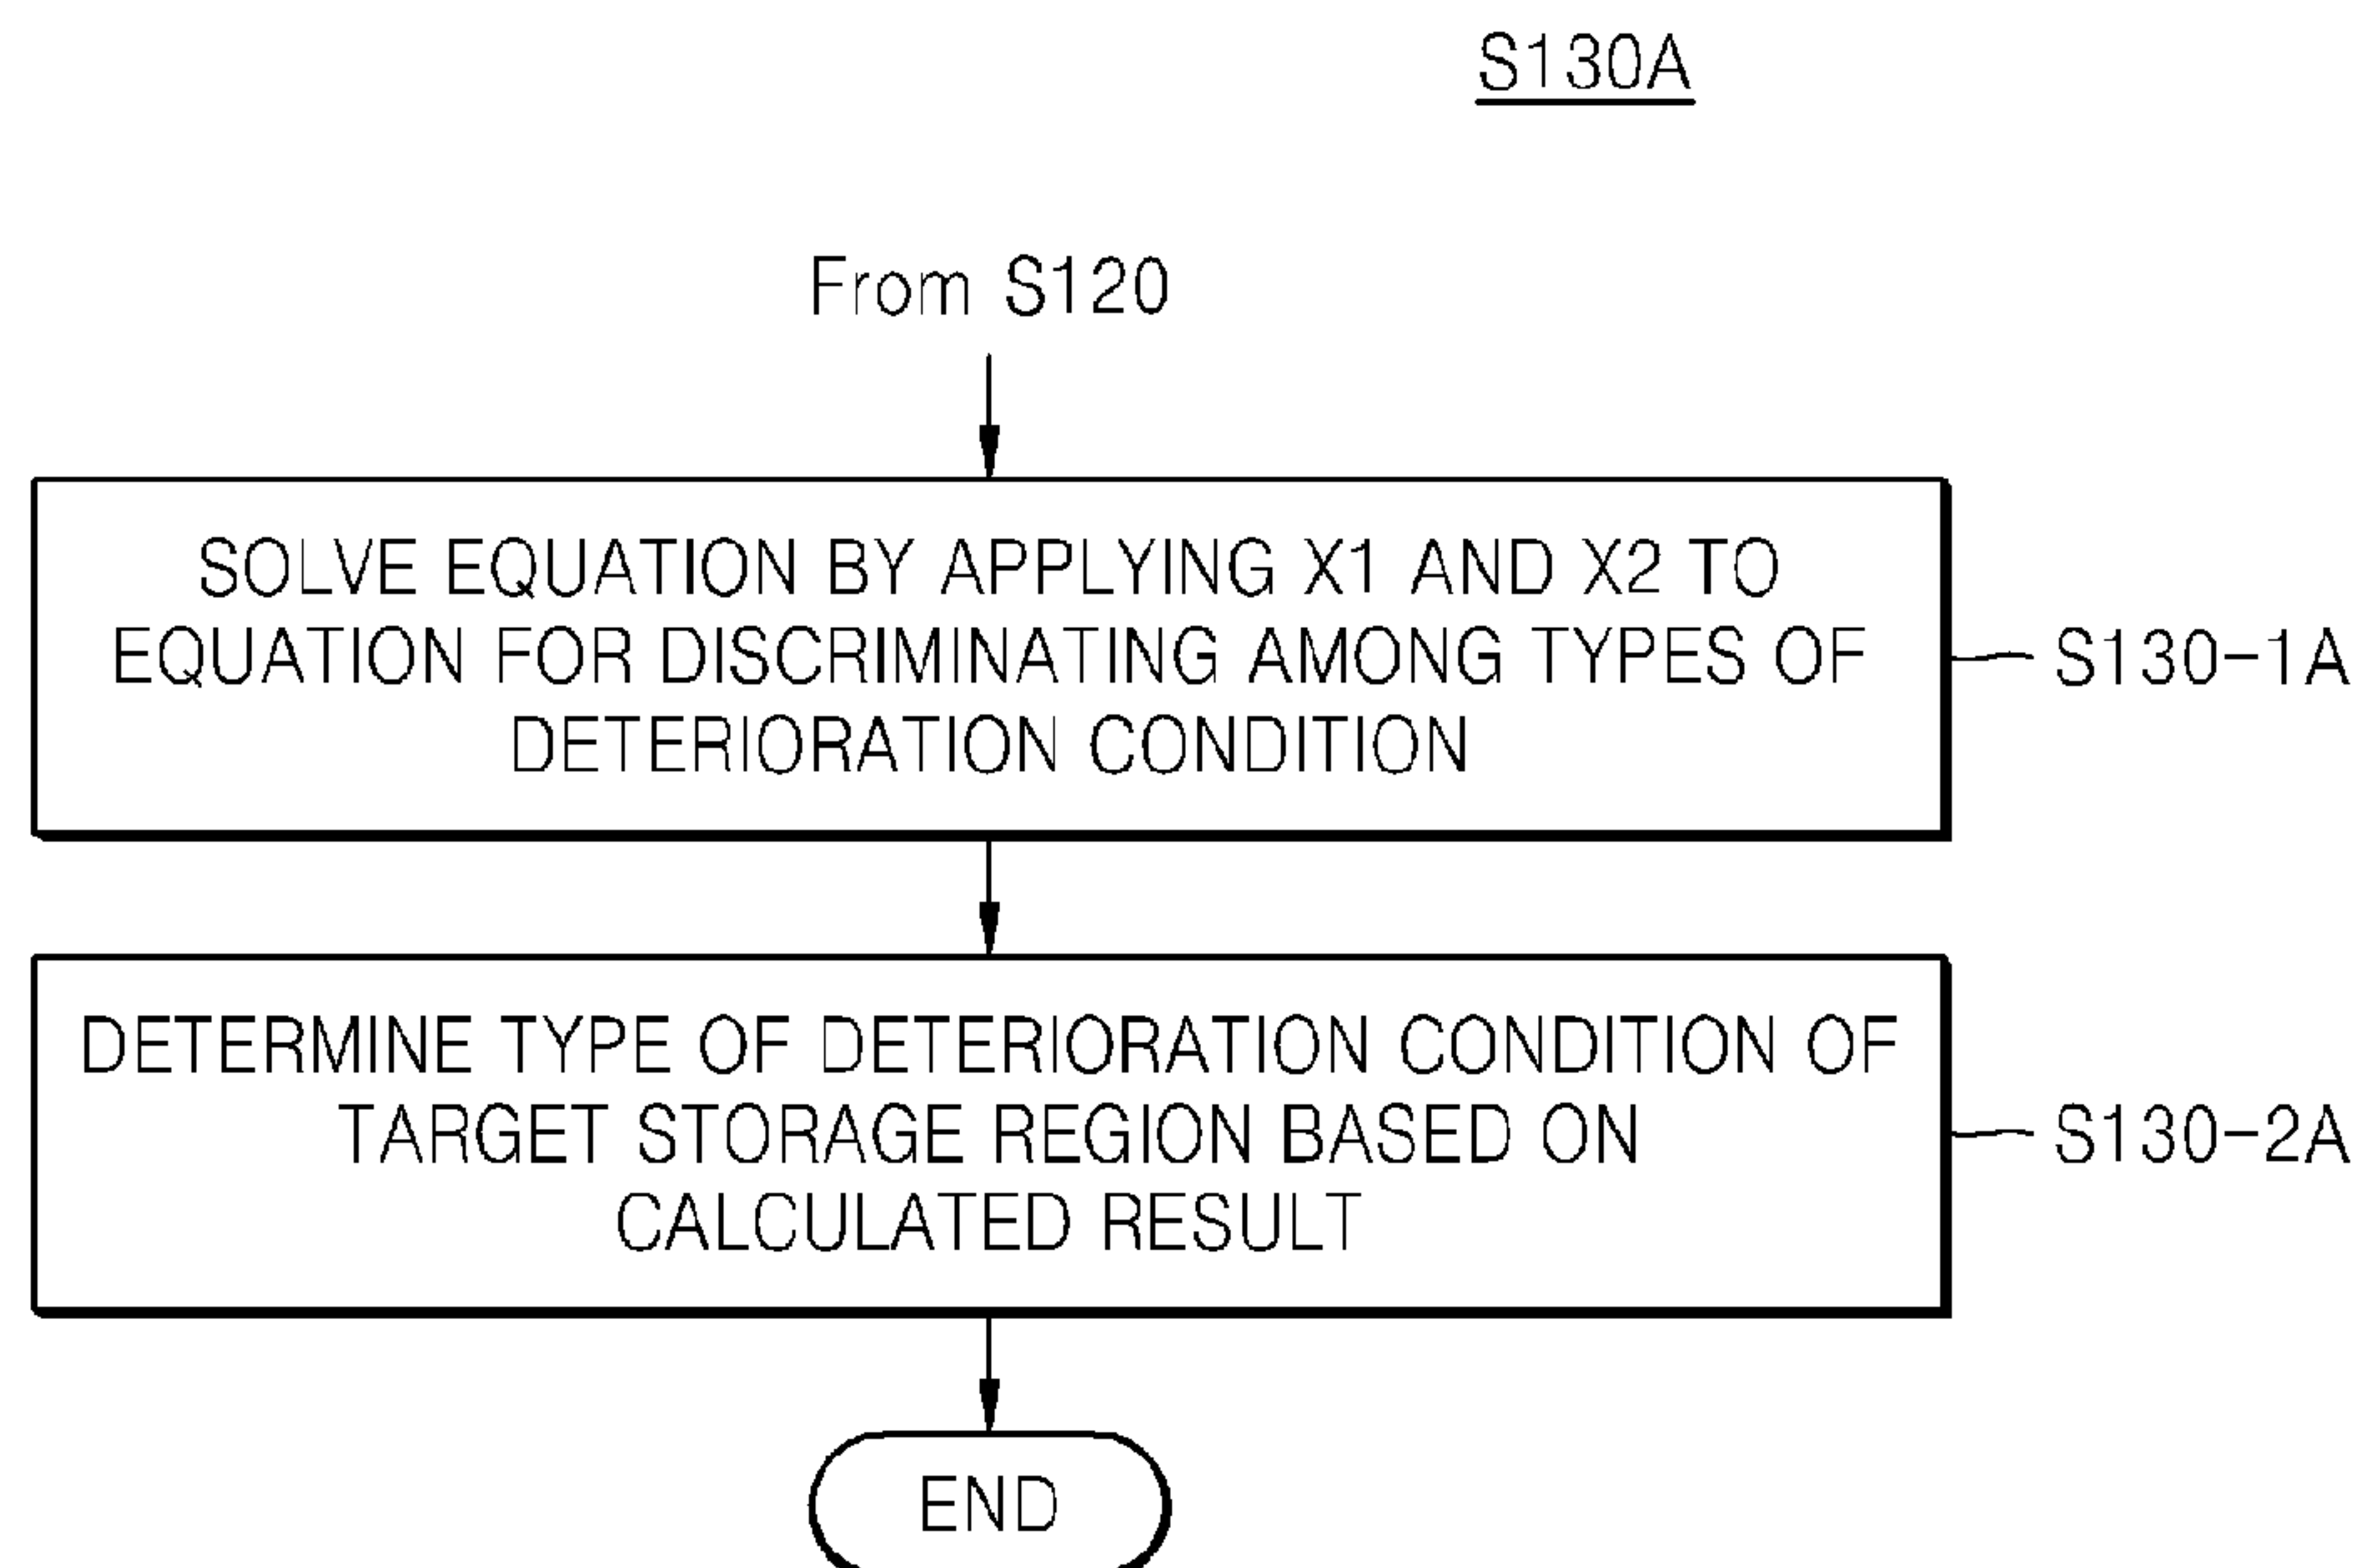 S130A
From S120
SOLVE EQUATION BY APPLYING X1 AND X2 TO
EQUATION FOR DISCRIMINATING AMONG TYPES OF
DETERIORATION CONDITION
S130-1A
DETERMINE TYPE OF DETERIORATION CONDITION OF
TARGET STORAGE REGION BASED ON
CALCULATED RESULT
S130-2A
END